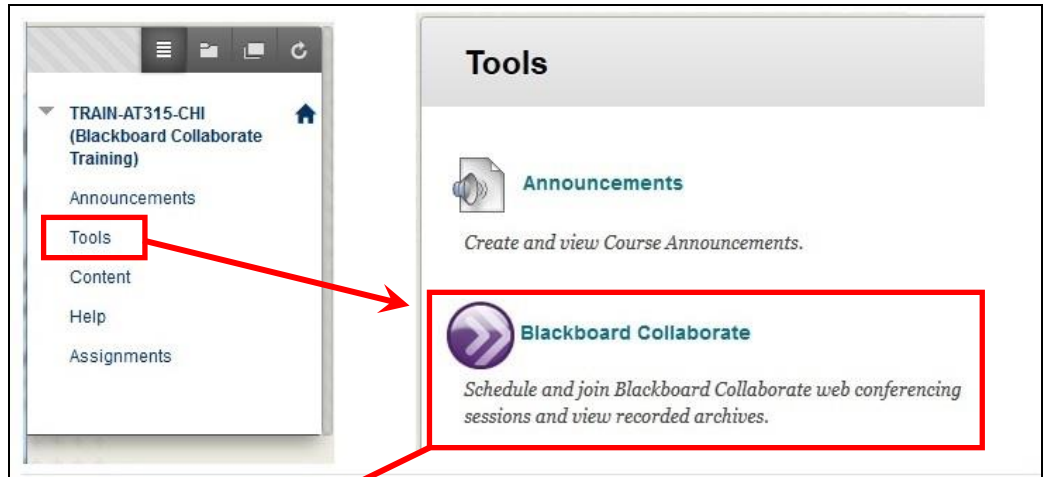 TRAIN-AT315-CHI
(Blackboard Collaborate
Training)
Announcements
Tools
Content
Help
Assignments
Tools
Announcements
Create and view Course Announcements.
Blackboard Collaborate
Schedule and join Blackboard Collaborate web conferencing
sessions and view recorded archives.